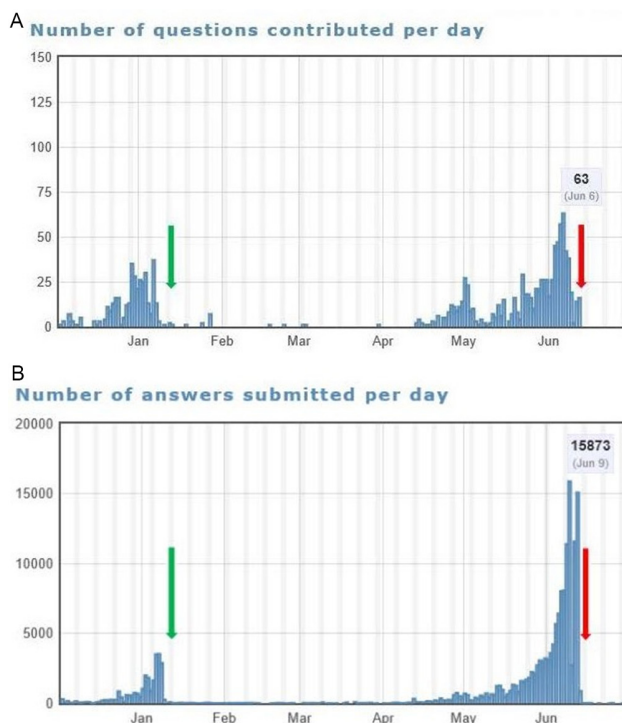 A
Number of questions contributed per day
150
125
100
75
50
25
0
63
(Jun 6)
Jan Feb Mar Apr May Jun
B
Number of answers submitted per day
20000
15000
10000
5000
0
15873
(Jun 9)
Jan Feb Mar Apr May Jun